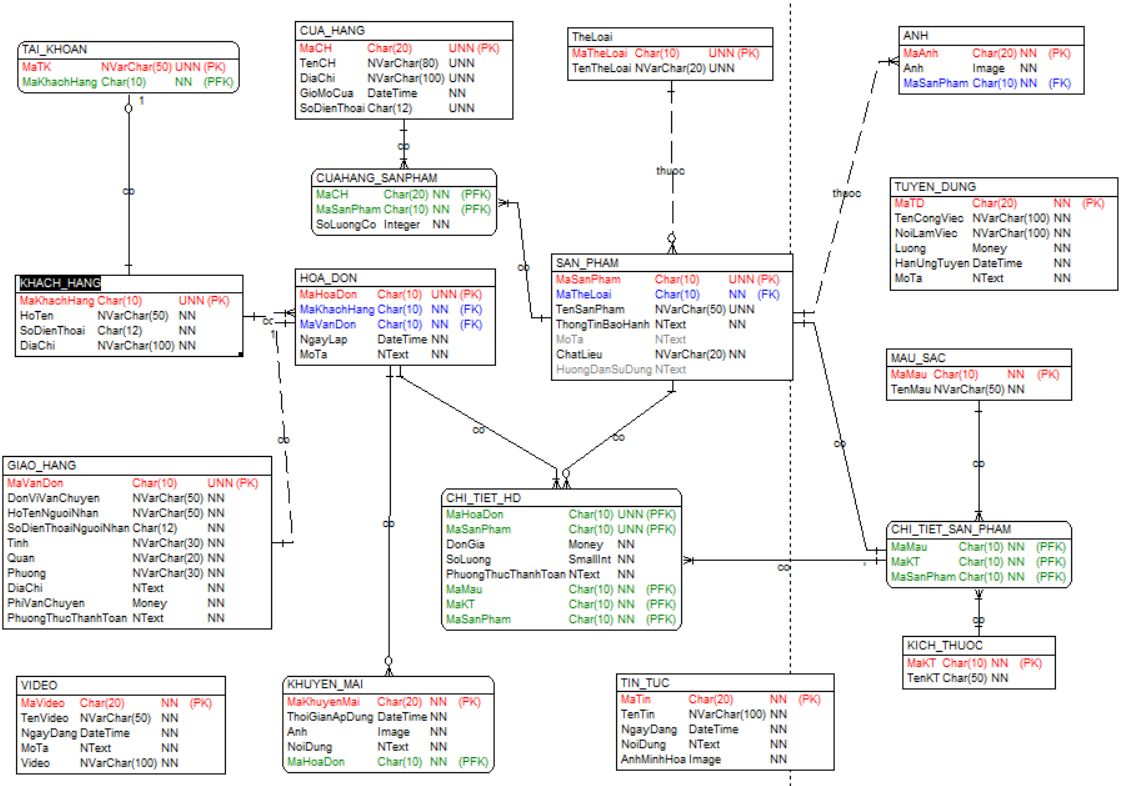 TAI_KHOAN
MaTK NVarChar(50) UNN (PK)
MaKhachHang Char(10) NN (PFK)
1
co
CUA_HANG
MaCH Char(20) UNN (PK)
TenCH NVarChar(80) UNN
DiaChi NVarChar(100) UNN
GioMoCua DateTime NN
SoDienThoai Char(12) UNN
co
TheLoai
MaTheLoai Char(10) UNN (PK)
TenTheLoai NVarChar(20) UNN
thuoc
ANH
MaAnh Char(20) NN (PK)
Anh Image NN
MaSanPham Char(10) NN (FK)
thuoc
CUAHANG_SANPHAM
MaCH Char(20) NN (PFK)
MaSanPham Char(10) NN (PFK)
SoLuongCo Integer NN
co
TUYEN_DUNG
MaTD Char(20) NN (PK)
TenCongViec NVarChar(100) NN
NoiLamViec NVarChar(100) NN
Luong Money NN
HanUngTuyen DateTime NN
MoTa NText NN
KHACH_HANG
MaKhachHang Char(10) UNN (PK)
HoTen NVarChar(50) NN
SoDienThoai Char(12) NN
DiaChi NVarChar(100) NN
1
co
HOA_DON
MaHoaDon Char(10) UNN (PK)
MaKhachHang Char(10) NN (FK)
MaVanDon Char(10) NN (FK)
NgayLap DateTime NN
MoTa NText NN
SAN_PHAM
MaSanPham Char(10) UNN (PK)
MaTheLoai Char(10) NN (FK)
TenSanPham NVarChar(50) UNN
ThongTinBaoHanh NText NN
MoTa NText
ChatLieu NVarChar(20) NN
HuongDanSuDung NText
MAU_SAC
MaMau Char(10) NN (PK)
TenMau NVarChar(50) NN
co
co
co
co
co
GIAO_HANG
MaVanDon Char(10) UNN (PK)
DonViVanChuyen NVarChar(50) NN
HoTenNguoiNhan NVarChar(50) NN
SoDienThoaiNguoiNhan Char(12) NN
Tinh NVarChar(30) NN
Quan NVarChar(20) NN
Phuong NVarChar(30) NN
DiaChi NText NN
PhiVanChuyen Money NN
PhuongThucThanhToan NText NN
co
CHI_TIET_HD
MaHoaDon Char(10) UNN (PFK)
MaSanPham Char(10) UNN (PFK)
DonGia Money NN
SoLuong SmallInt NN
PhuongThucThanhToan NText NN
MaMau Char(10) NN (PFK)
MaKT Char(10) NN (PFK)
MaSanPham Char(10) NN (PFK)
co
CHI_TIET_SAN_PHAM
MaMau Char(10) NN (PFK)
MaKT Char(10) NN (PFK)
MaSanPham Char(10) NN (PFK)
co
KICH_THUOC
MaKT Char(10) NN (PK)
TenKT Char(50) NN
VIDEO
MaVideo Char(20) NN (PK)
TenVideo NVarChar(50) NN
NgayDang DateTime NN
MoTa NText NN
Video NVarChar(100) NN
KHUYEN_MAI
MaKhuyenMai Char(20) NN (PK)
ThoiGianApDung DateTime NN
Anh Image NN
NoiDung NText NN
MaHoaDon Char(10) NN (PFK)
TIN_TUC
MaTin Char(20) NN (PK)
TenTin NVarChar(100) NN
NgayDang DateTime NN
NoiDung NText NN
AnhMinhHoa Image NN